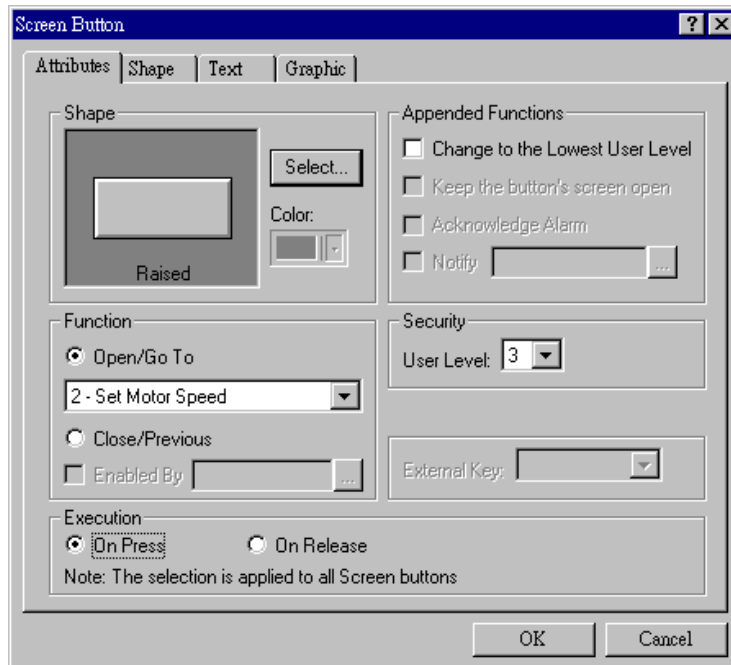 Screen Button
Attributes Shape Text Graphic
Shape
Select...
Color:
Raised
Appended Functions
Change to the Lowest User Level
Keep the button's screen open
Acknowledge Alarm
Notify ...
Function
Open/Go To
2 - Set Motor Speed
Close/Previous
Enabled By ...
Security
User Level: 3
External Key:
Execution
On Press On Release
Note: The selection is applied to all Screen buttons
OK Cancel